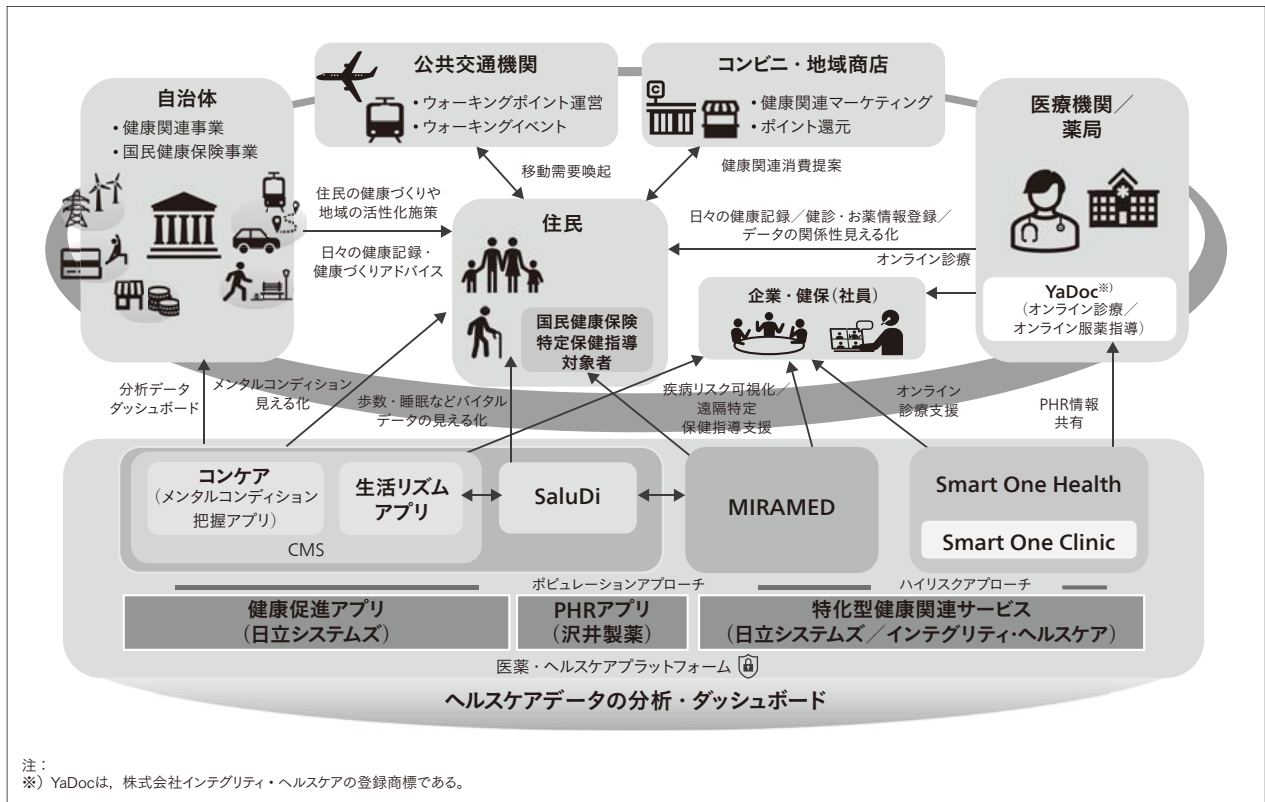 公共交通機関
・ウォーキングポイント運営
・ウォーキングイベント
コンビニ・地域商店
C
・健康関連マーケティング
・ポイント還元
自治体
・健康関連事業
・国民健康保険事業
医療機関／
薬局
移動需要喚起
健康関連消費提案
住民の健康づくりや
地域の活性化施策
日々の健康記録・
健康づくりアドバイス
住民
国民健康保険
特定保健指導
対象者
日々の健康記録／健診・お薬情報登録／
データの関係性見える化
オンライン診療
企業・健保（社員）
YaDoc※）
（オンライン診療／
オンライン服薬指導）
分析データ
ダッシュボード
メンタルコンディション
見える化
歩数・睡眠などバイタル
データの見える化
疾病リスク可視化／
遠隔特定
保健指導支援
オンライン
診療支援
PHR情報
共有
コンケア
（メンタルコンディション
把握アプリ）
生活リズム
アプリ
CMS
SaluDi
MIRAMED
Smart One Health
Smart One Clinic
ポピュレーションアプローチ
ハイリスクアプローチ
健康促進アプリ
（日立システムズ）
PHRアプリ
（沢井製薬）
特化型健康関連サービス
（日立システムズ／インテグリティ・ヘルスケア）
医薬・ヘルスケアプラットフォーム
ヘルスケアデータの分析・ダッシュボード
注：
※）YaDocは，株式会社インテグリティ・ヘルスケアの登録商標である。